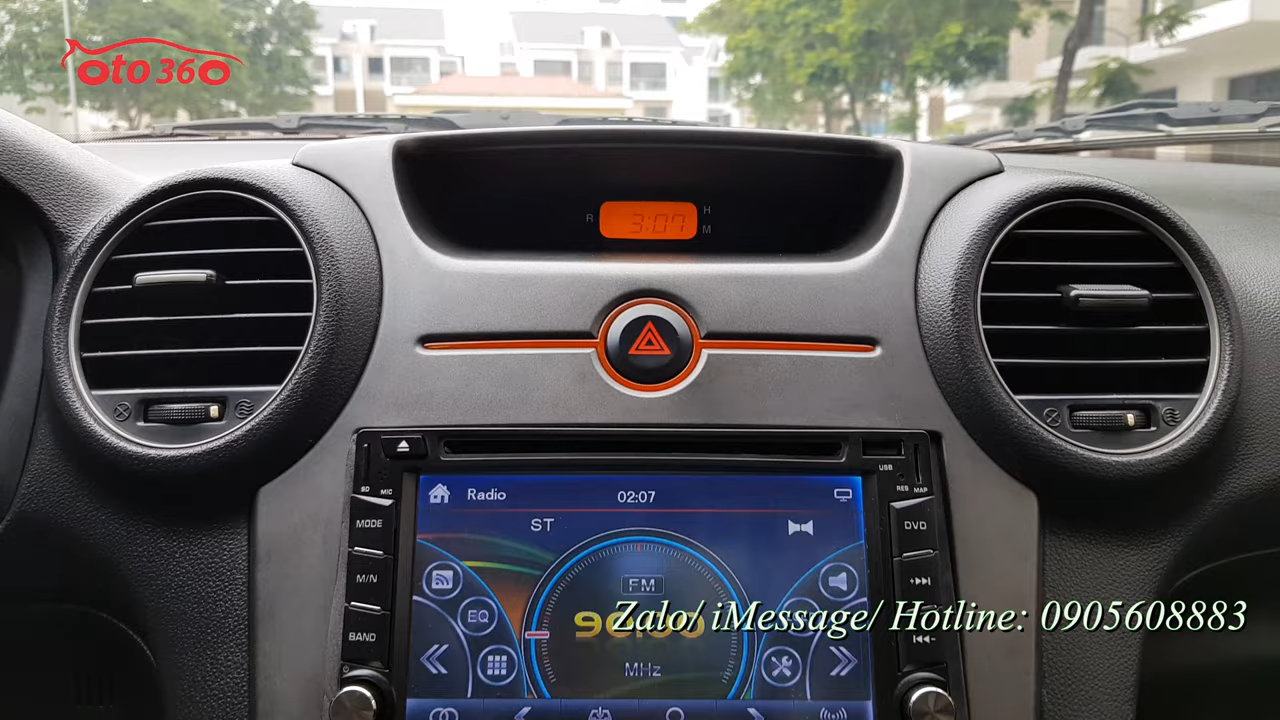 oto360
R
3:07
H
M
SD
MIC
USB
RES
MAP
MODE
M/N
BAND
Radio
02:07
ST
FM
EQ
MHz
DVD
Zalo/ iMessage/ Hotline: 0905608883